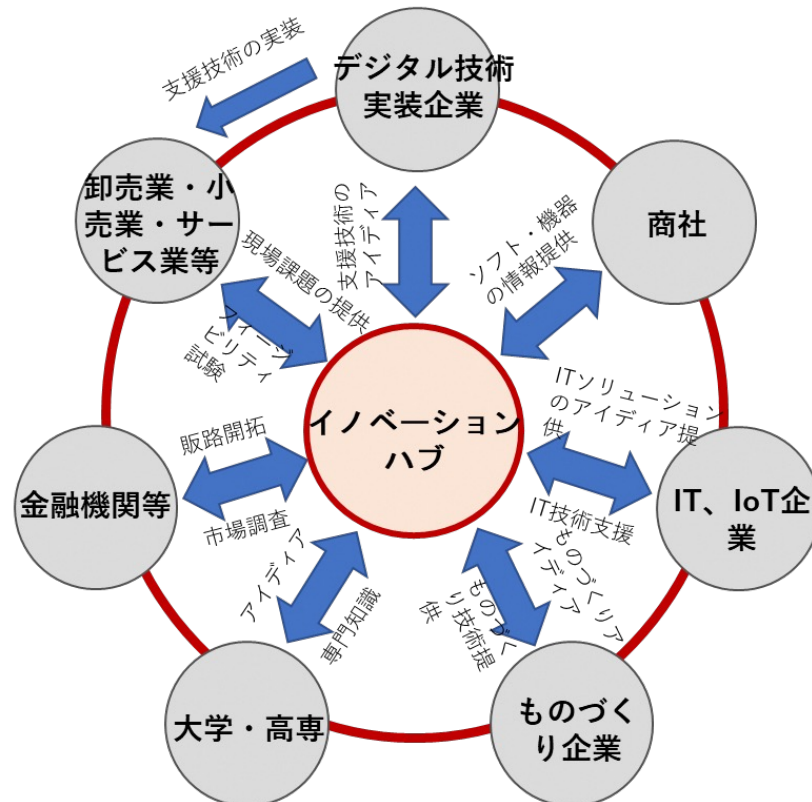 支援技術の実装
デジタル技術
実装企業
卸売業・小
売業・サー
ビス業等
商社
支援技術の
アイディア
ソフト・機器
の情報提供
現場課題の提供
フィージ
ビリティ
試験
イノベーション
ハブ
ITソリューション
のアイディア提
供
IT技術支援
IT、IoT企
業
販路開拓
市場調査
金融機関等
アイディア
専門知識
大学・高専
ものづくりア
イディア
ものづく
り技術提
供
ものづく
り企業